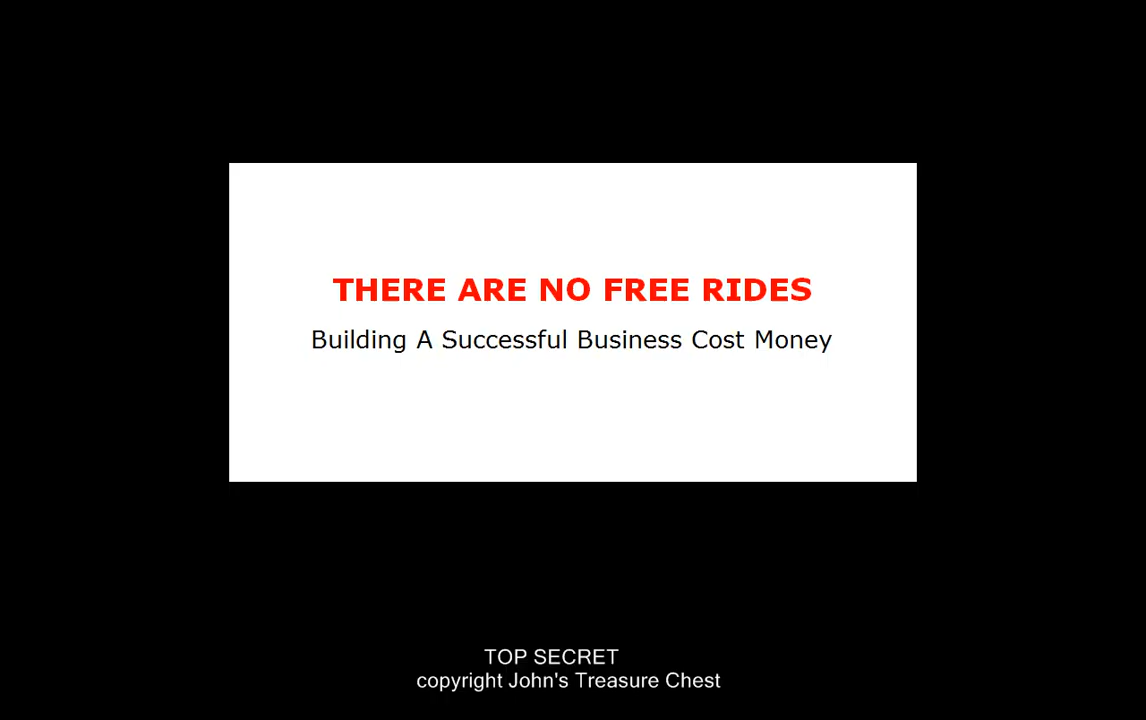 THERE ARE NO FREE RIDES
Building A Successful Business Cost Money
TOP SECRET
copyright John's Treasure Chest